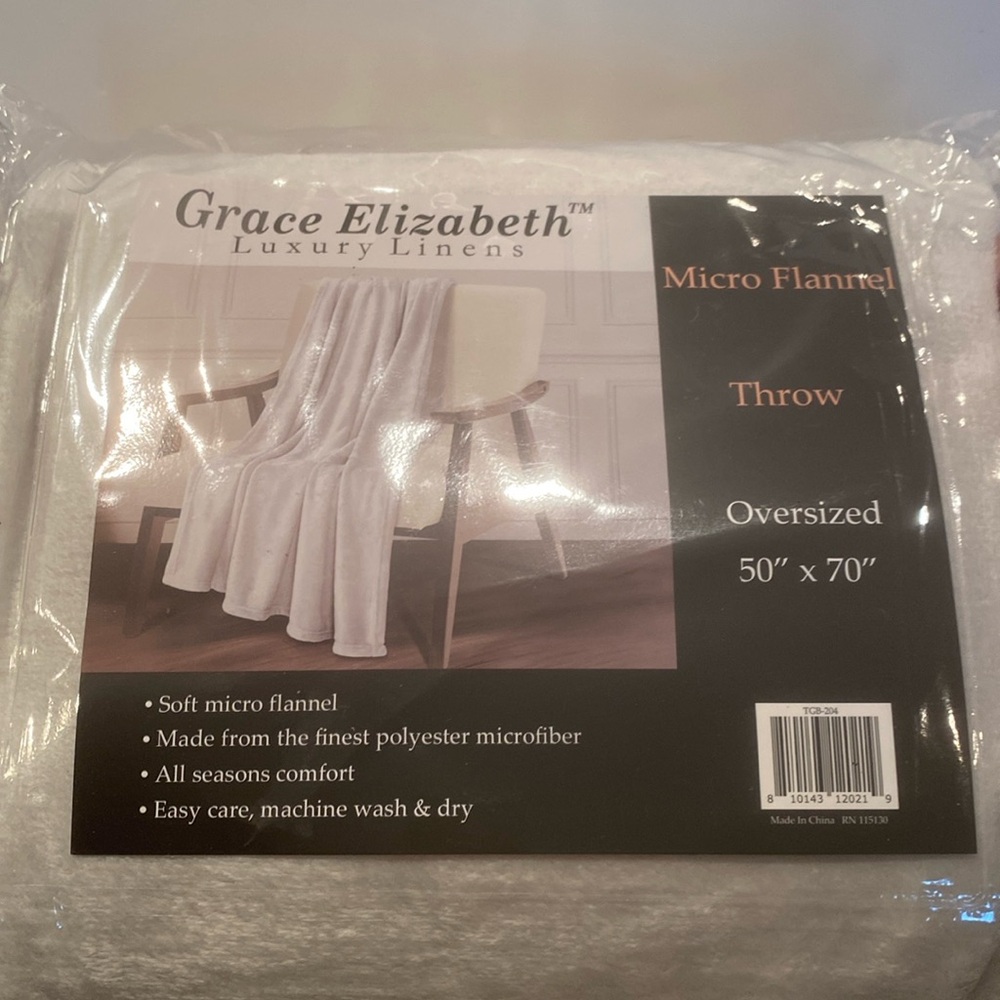 Grace Elizabeth™
Luxury Linens
Micro Flannel
Throw
Oversized
50” x 70”
• Soft micro flannel
• Made from the finest polyester microfiber
• All seasons comfort
• Easy care, machine wash & dry
TGB-204
8 10143 12021 9
Made In China RN 115130